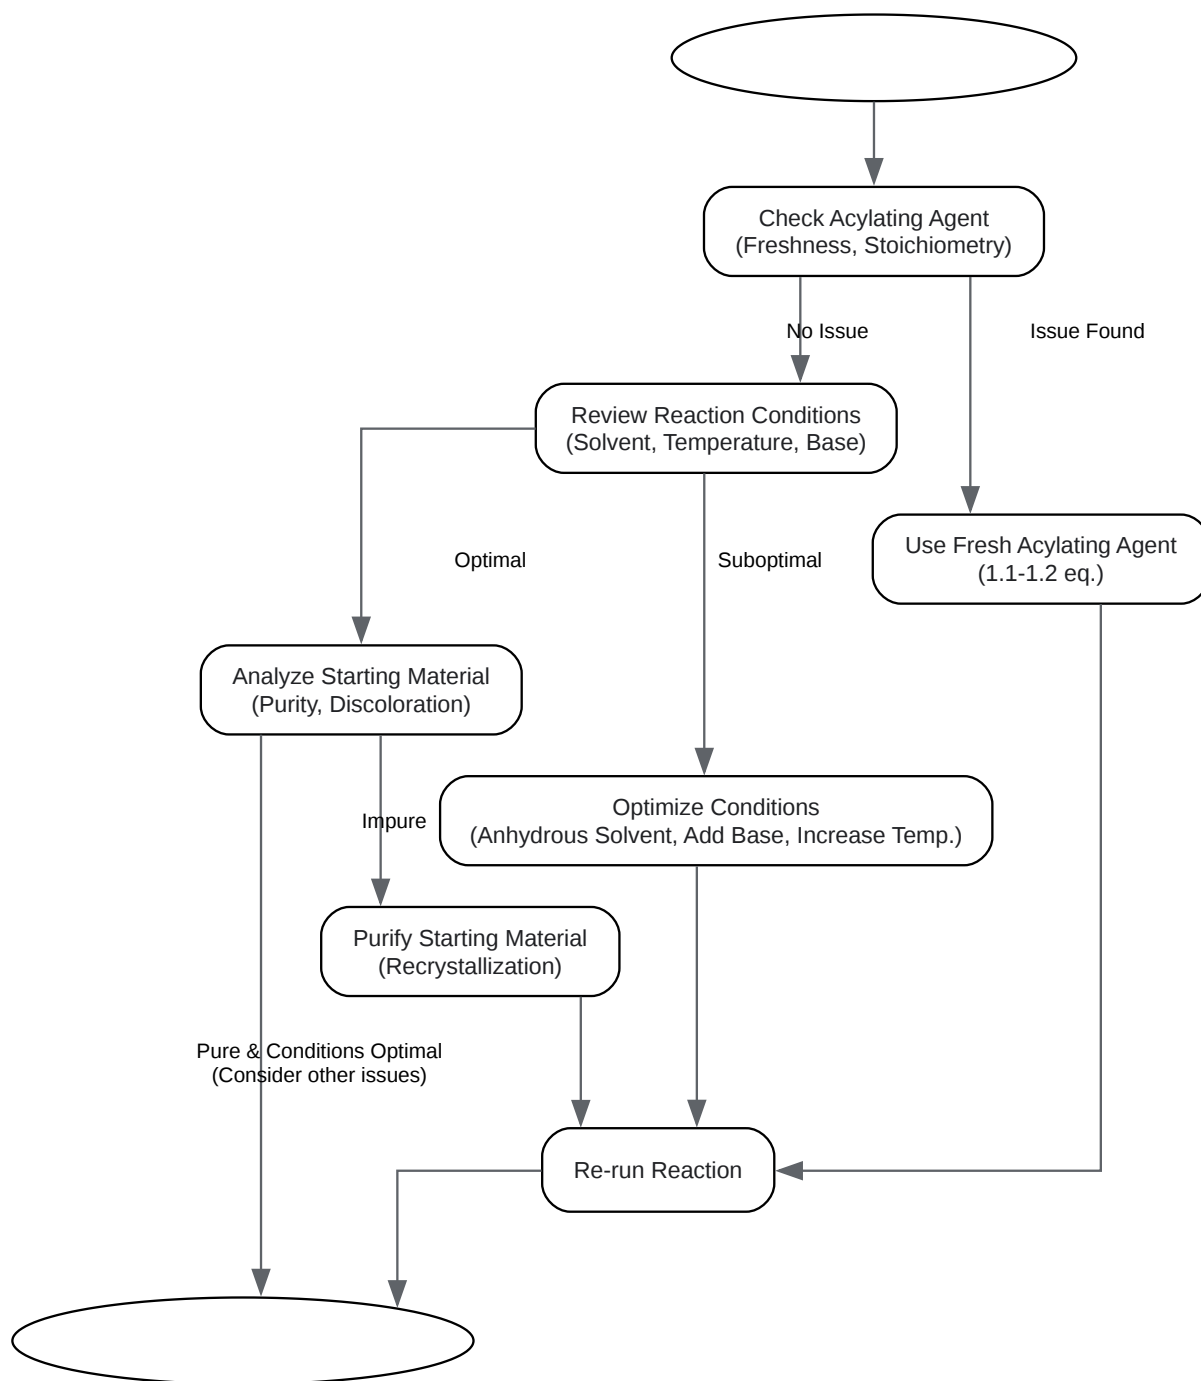 Check Acylating Agent
(Freshness, Stoichiometry)
No Issue
Issue Found
Review Reaction Conditions
(Solvent, Temperature, Base)
Use Fresh Acylating Agent
(1.1-1.2 eq.)
Optimal
Suboptimal
Analyze Starting Material
(Purity, Discoloration)
Optimize Conditions
(Anhydrous Solvent, Add Base, Increase Temp.)
Impure
Purify Starting Material
(Recrystallization)
Pure & Conditions Optimal
(Consider other issues)
Re-run Reaction